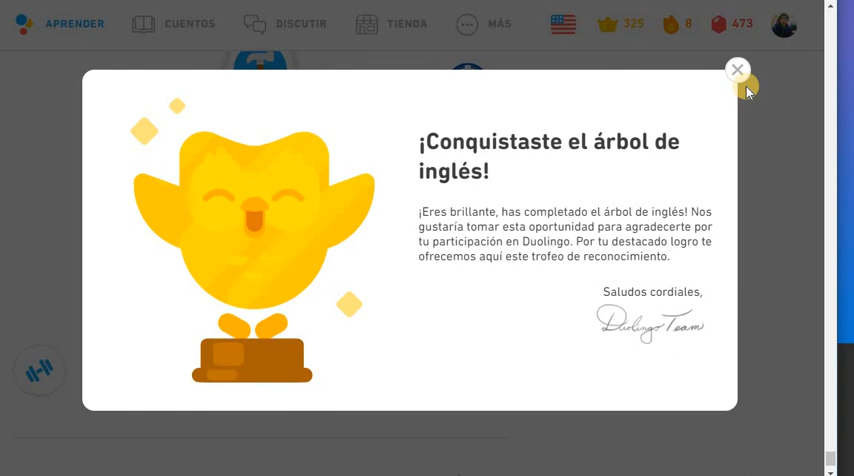 APRENDER CUENTOS DISCUTIR TIENDA MÁS 325 8 473
¡Conquistaste el árbol de
inglés!
¡Eres brillante, has completado el árbol de inglés! Nos
gustaría tomar esta oportunidad para agradecerte por
tu participación en Duolingo. Por tu destacado logro te
ofrecemos aquí este trofeo de reconocimiento.
Saludos cordiales,
Duolingo Team